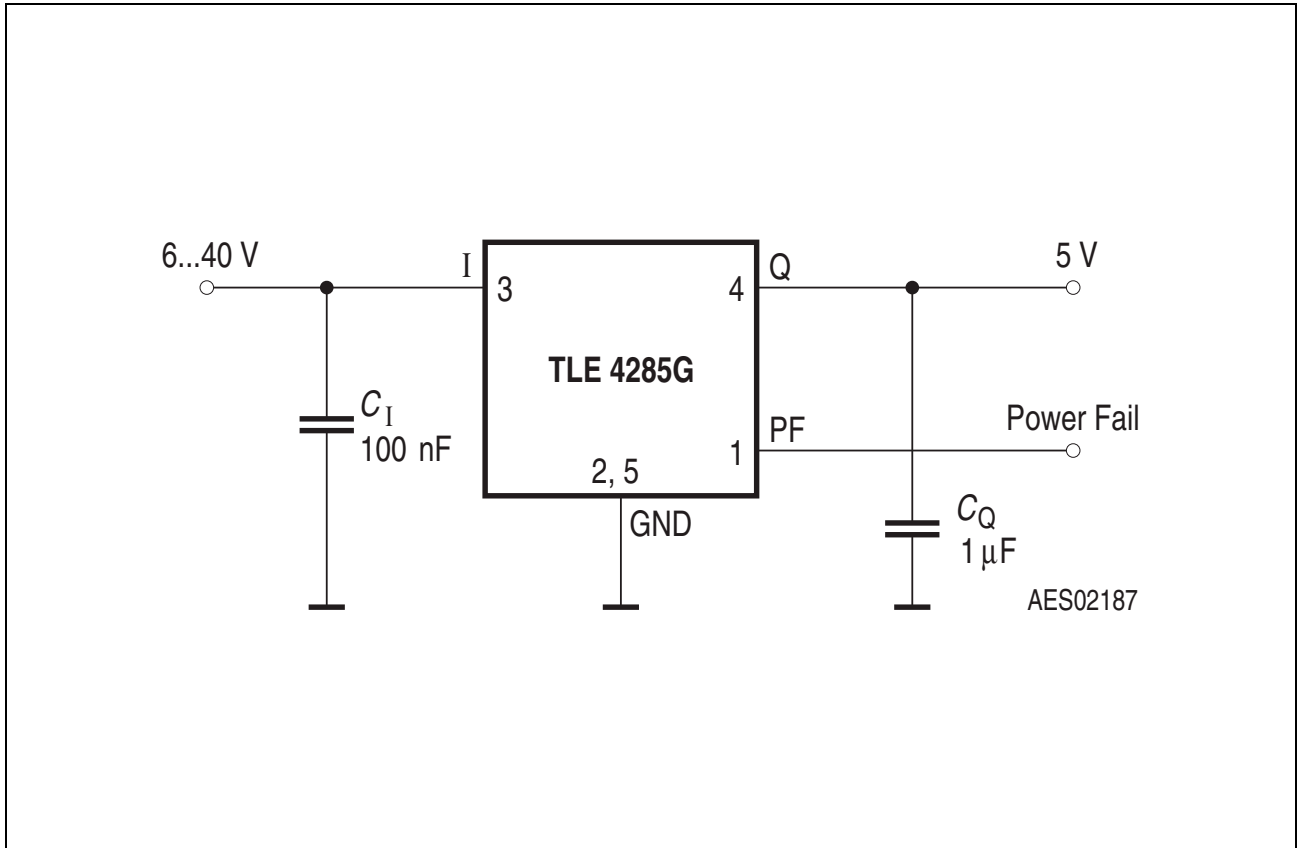 6...40 V
I
Q
5 V
3
4
TLE 4285G
C_I
100 nF
PF
Power Fail
1
2, 5
GND
C_Q
1 µF
AES02187